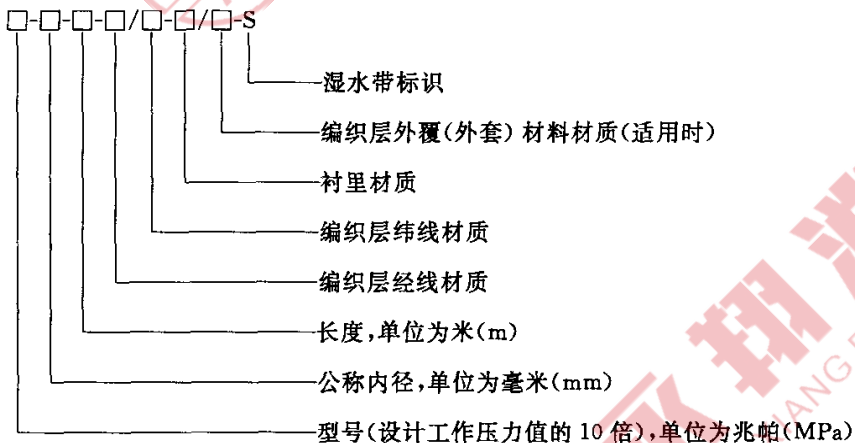 □-□-□-□/□-□/□-S
湿水带标识
编织层外覆(外套)材料材质(适用时)
衬里材质
编织层纬线材质
编织层经线材质
长度,单位为米(m)
公称内径,单位为毫米(mm)
型号(设计工作压力值的10倍),单位为兆帕(MPa)